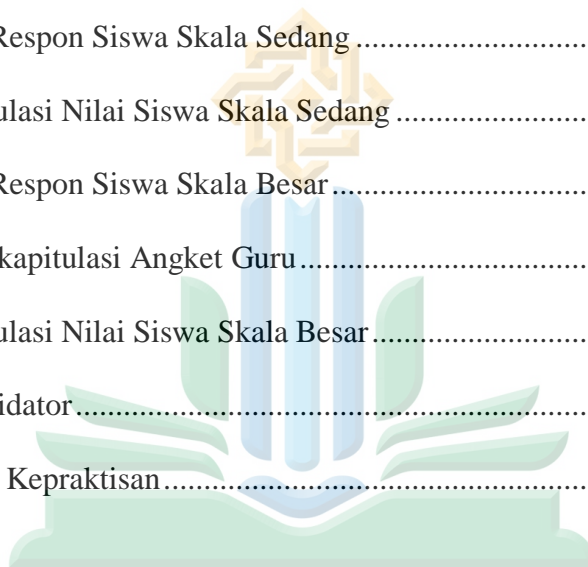 Respon Siswa Skala Sedang ..............................
ulasi Nilai Siswa Skala Sedang .........................
Respon Siswa Skala Besar .................................
kapitulasi Angket Guru .....................................
ulasi Nilai Siswa Skala Besar ............................
idator .................................................................
Kepraktisan ......................................................